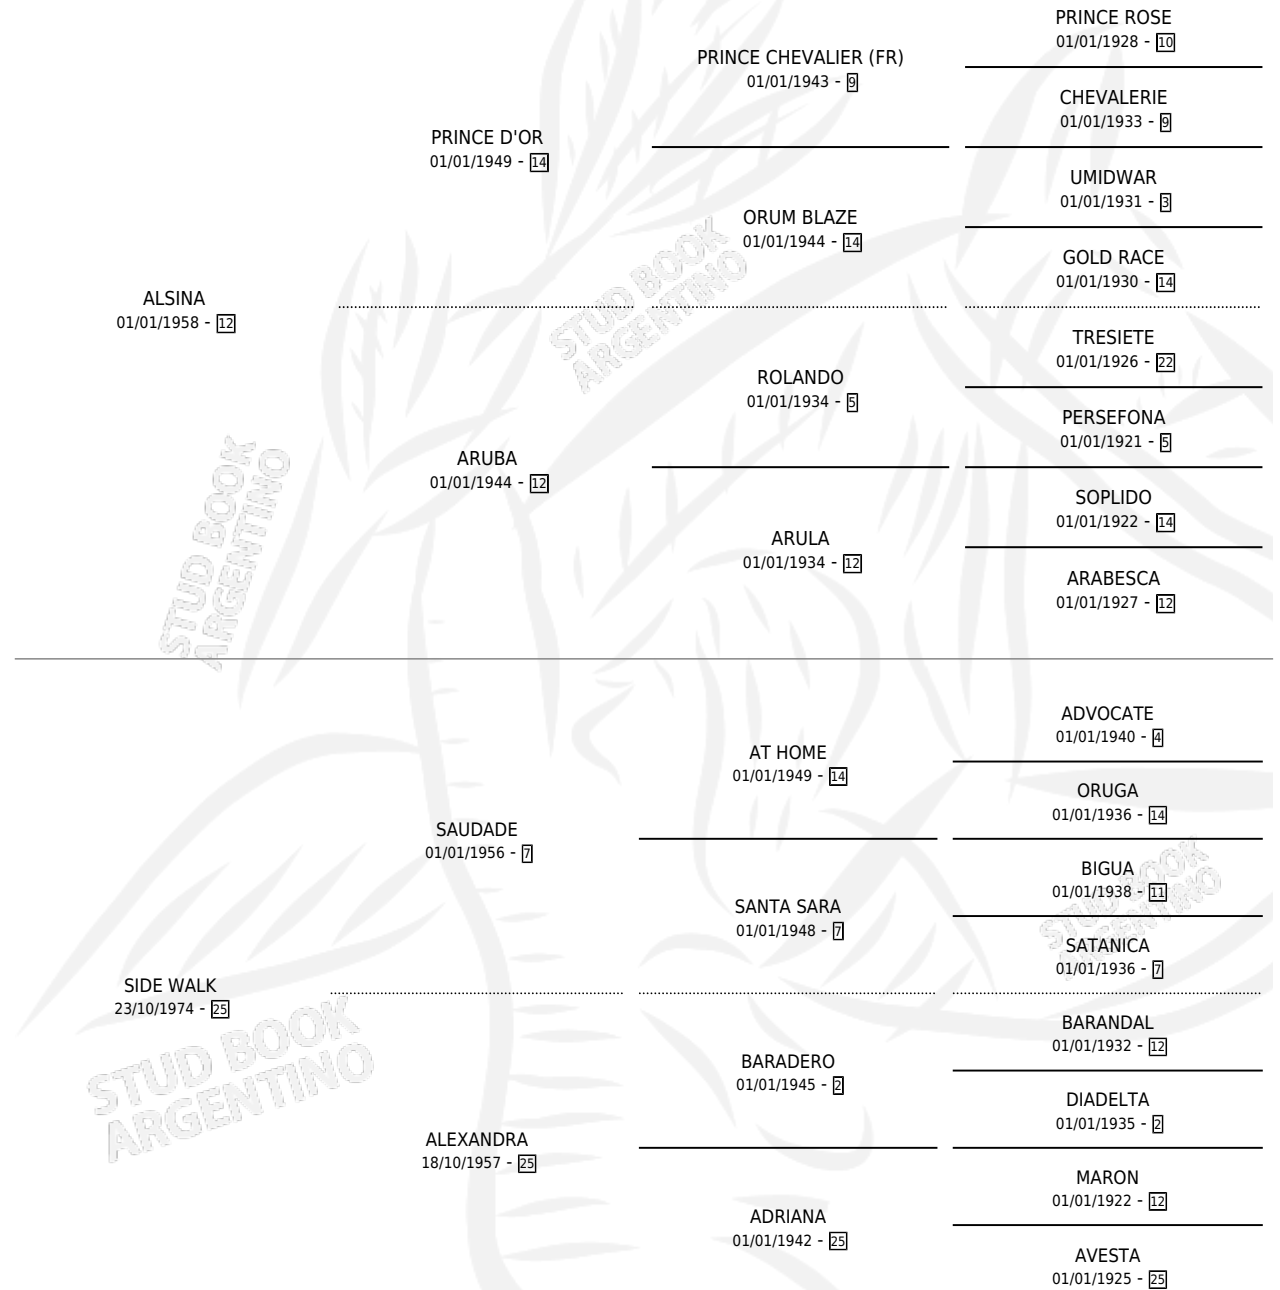 PRINCE ROSE
01/01/1928 - 10
PRINCE CHEVALIER (FR)
01/01/1943 - 9
CHEVALERIE
01/01/1933 - 9
PRINCE D'OR
01/01/1949 - 14
UMIDWAR
01/01/1931 - 3
ORUM BLAZE
01/01/1944 - 14
GOLD RACE
01/01/1930 - 14
ALSINA
01/01/1958 - 12
TRESIETE
01/01/1926 - 22
ROLANDO
01/01/1934 - 5
PERSEFONA
01/01/1921 - 5
ARUBA
01/01/1944 - 12
SOPLIDO
01/01/1922 - 14
ARULA
01/01/1934 - 12
ARABESCA
01/01/1927 - 12
ADVOCATE
01/01/1940 - 4
AT HOME
01/01/1949 - 14
ORUGA
01/01/1936 - 14
SAUDADE
01/01/1956 - 7
BIGUA
01/01/1938 - 11
SANTA SARA
01/01/1948 - 7
SATANICA
01/01/1936 - 7
SIDE WALK
23/10/1974 - 25
BARANDAL
01/01/1932 - 12
BARADERO
01/01/1945 - 2
DIADELTA
01/01/1935 - 2
ALEXANDRA
18/10/1957 - 25
MARON
01/01/1922 - 12
ADRIANA
01/01/1942 - 25
AVESTA
01/01/1925 - 25
STUD BOOK
ARGENTINO
STUD BOOK
ARGENTINO
STUD BOOK
ARGENTINO
STUD BOOK
ARGENTINO